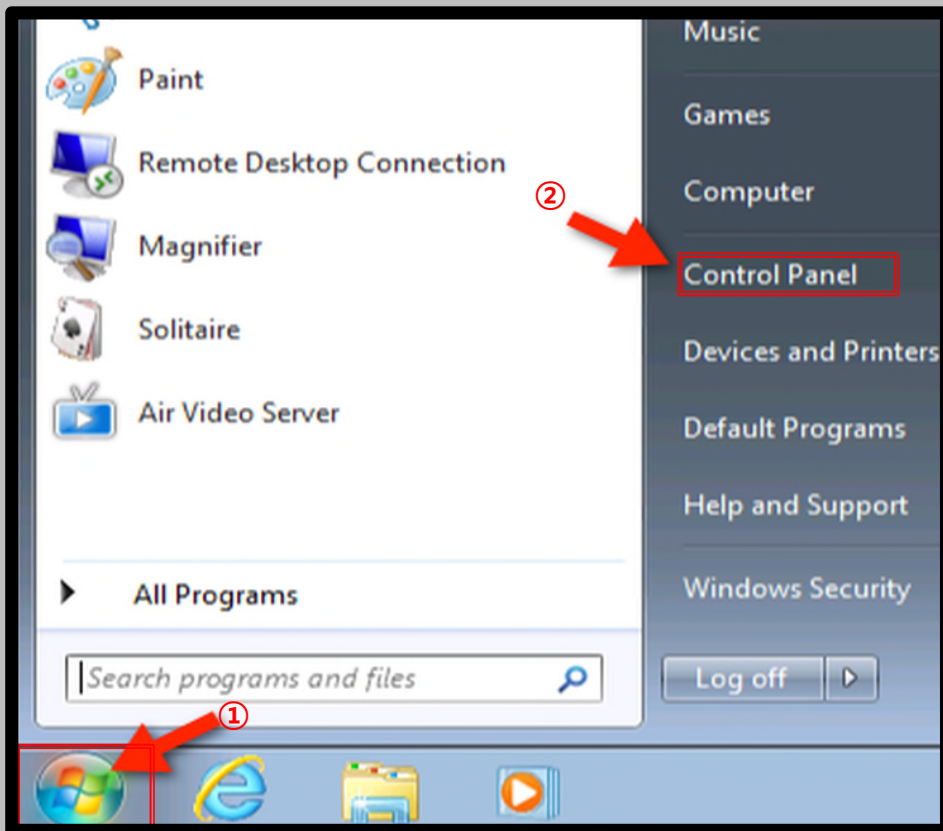 Paint
Remote Desktop Connection
Magnifier
Solitaire
Air Video Server
All Programs
Search programs and files
①
Music
Games
Computer
②
Control Panel
Devices and Printers
Default Programs
Help and Support
Windows Security
Log off